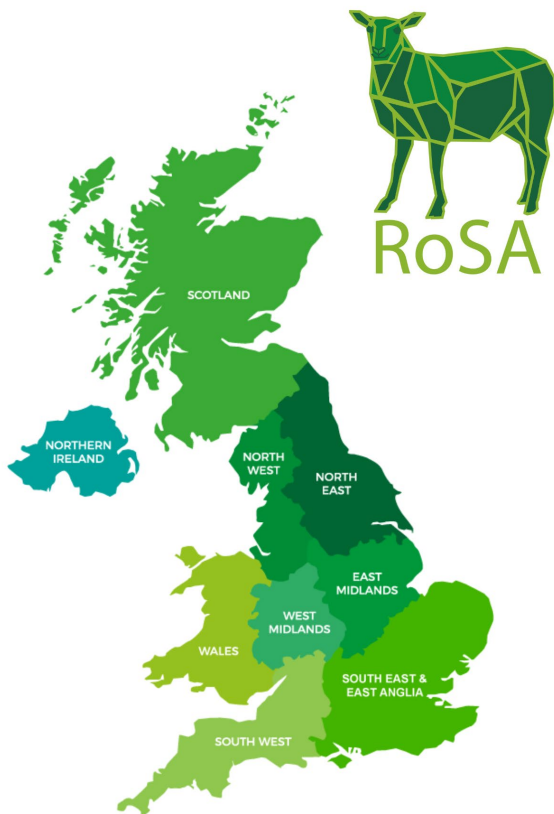 RoSA
SCOTLAND
NORTHERN
IRELAND
NORTH
WEST
NORTH
EAST
EAST
MIDLANDS
WEST
MIDLANDS
WALES
SOUTH EAST &
EAST ANGLIA
SOUTH WEST